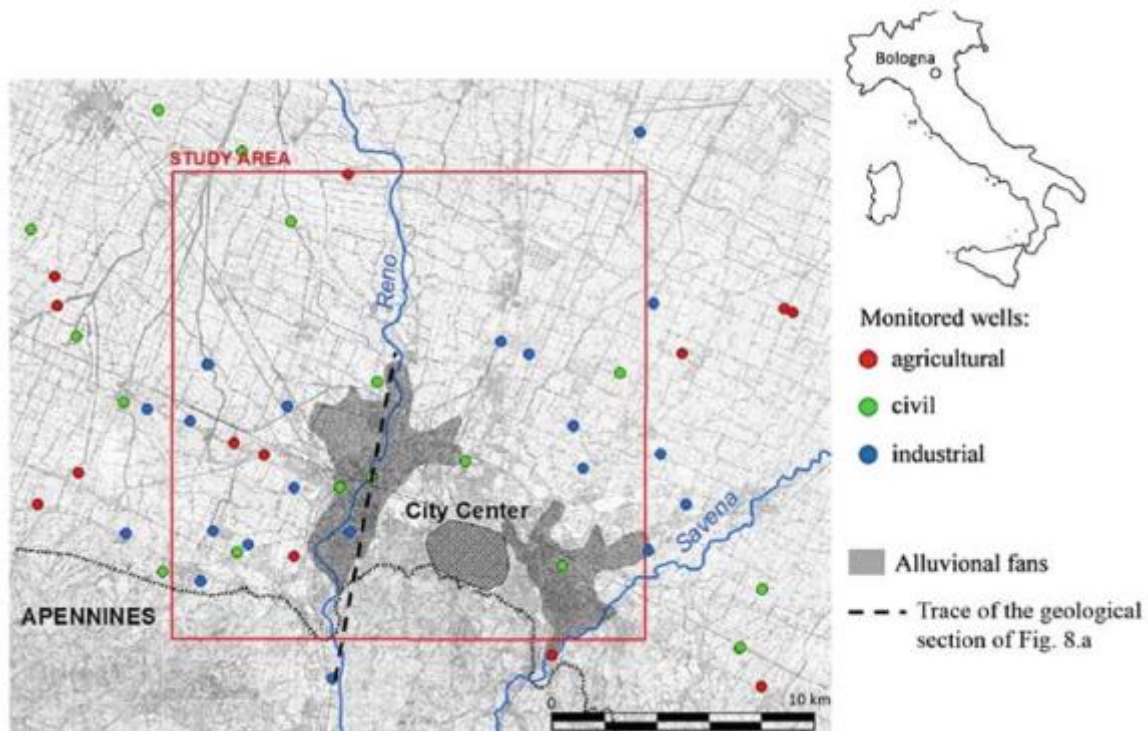 Bologna
STUDY AREA
Reno
Monitored wells:
agricultural
civil
industrial
City Center
Savena
APENNINES
Alluvional fans
Trace of the geological
section of Fig. 8.a
0
10 km